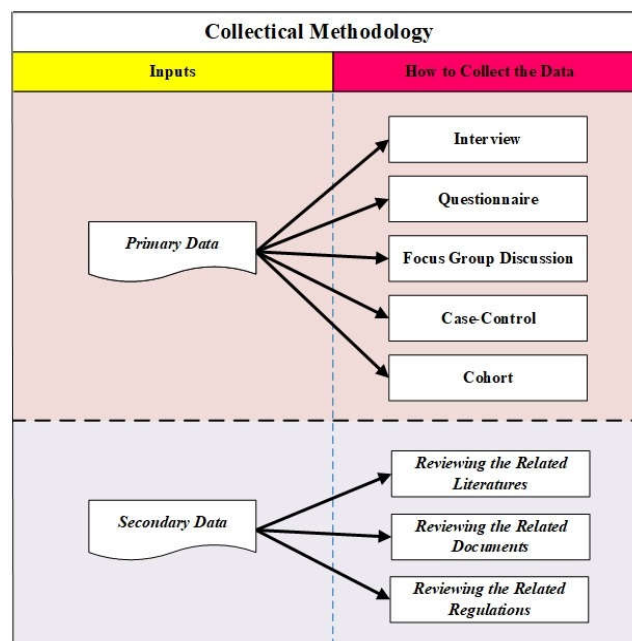 Collectical Methodology
Inputs
How to Collect the Data
Primary Data
Interview
Questionnaire
Focus Group Discussion
Case-Control
Cohort
Secondary Data
Reviewing the Related
Literatures
Reviewing the Related
Documents
Reviewing the Related
Regulations